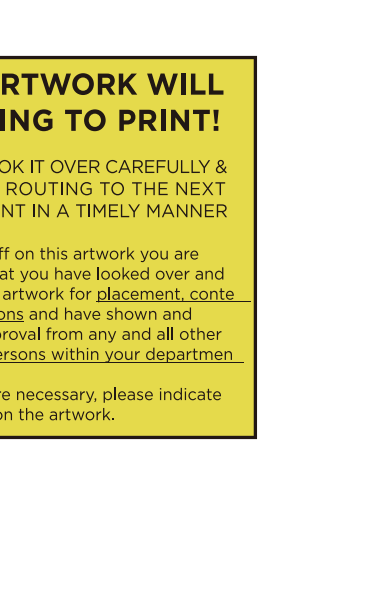 RTWORK WILL
ING TO PRINT!
OK IT OVER CAREFULLY &
ROUTING TO THE NEXT
NT IN A TIMELY MANNER
ff on this artwork you are
at you have looked over and
artwork for placement, conte
ons and have shown and
roval from any and all other
ersons within your departmen
re necessary, please indicate
on the artwork.